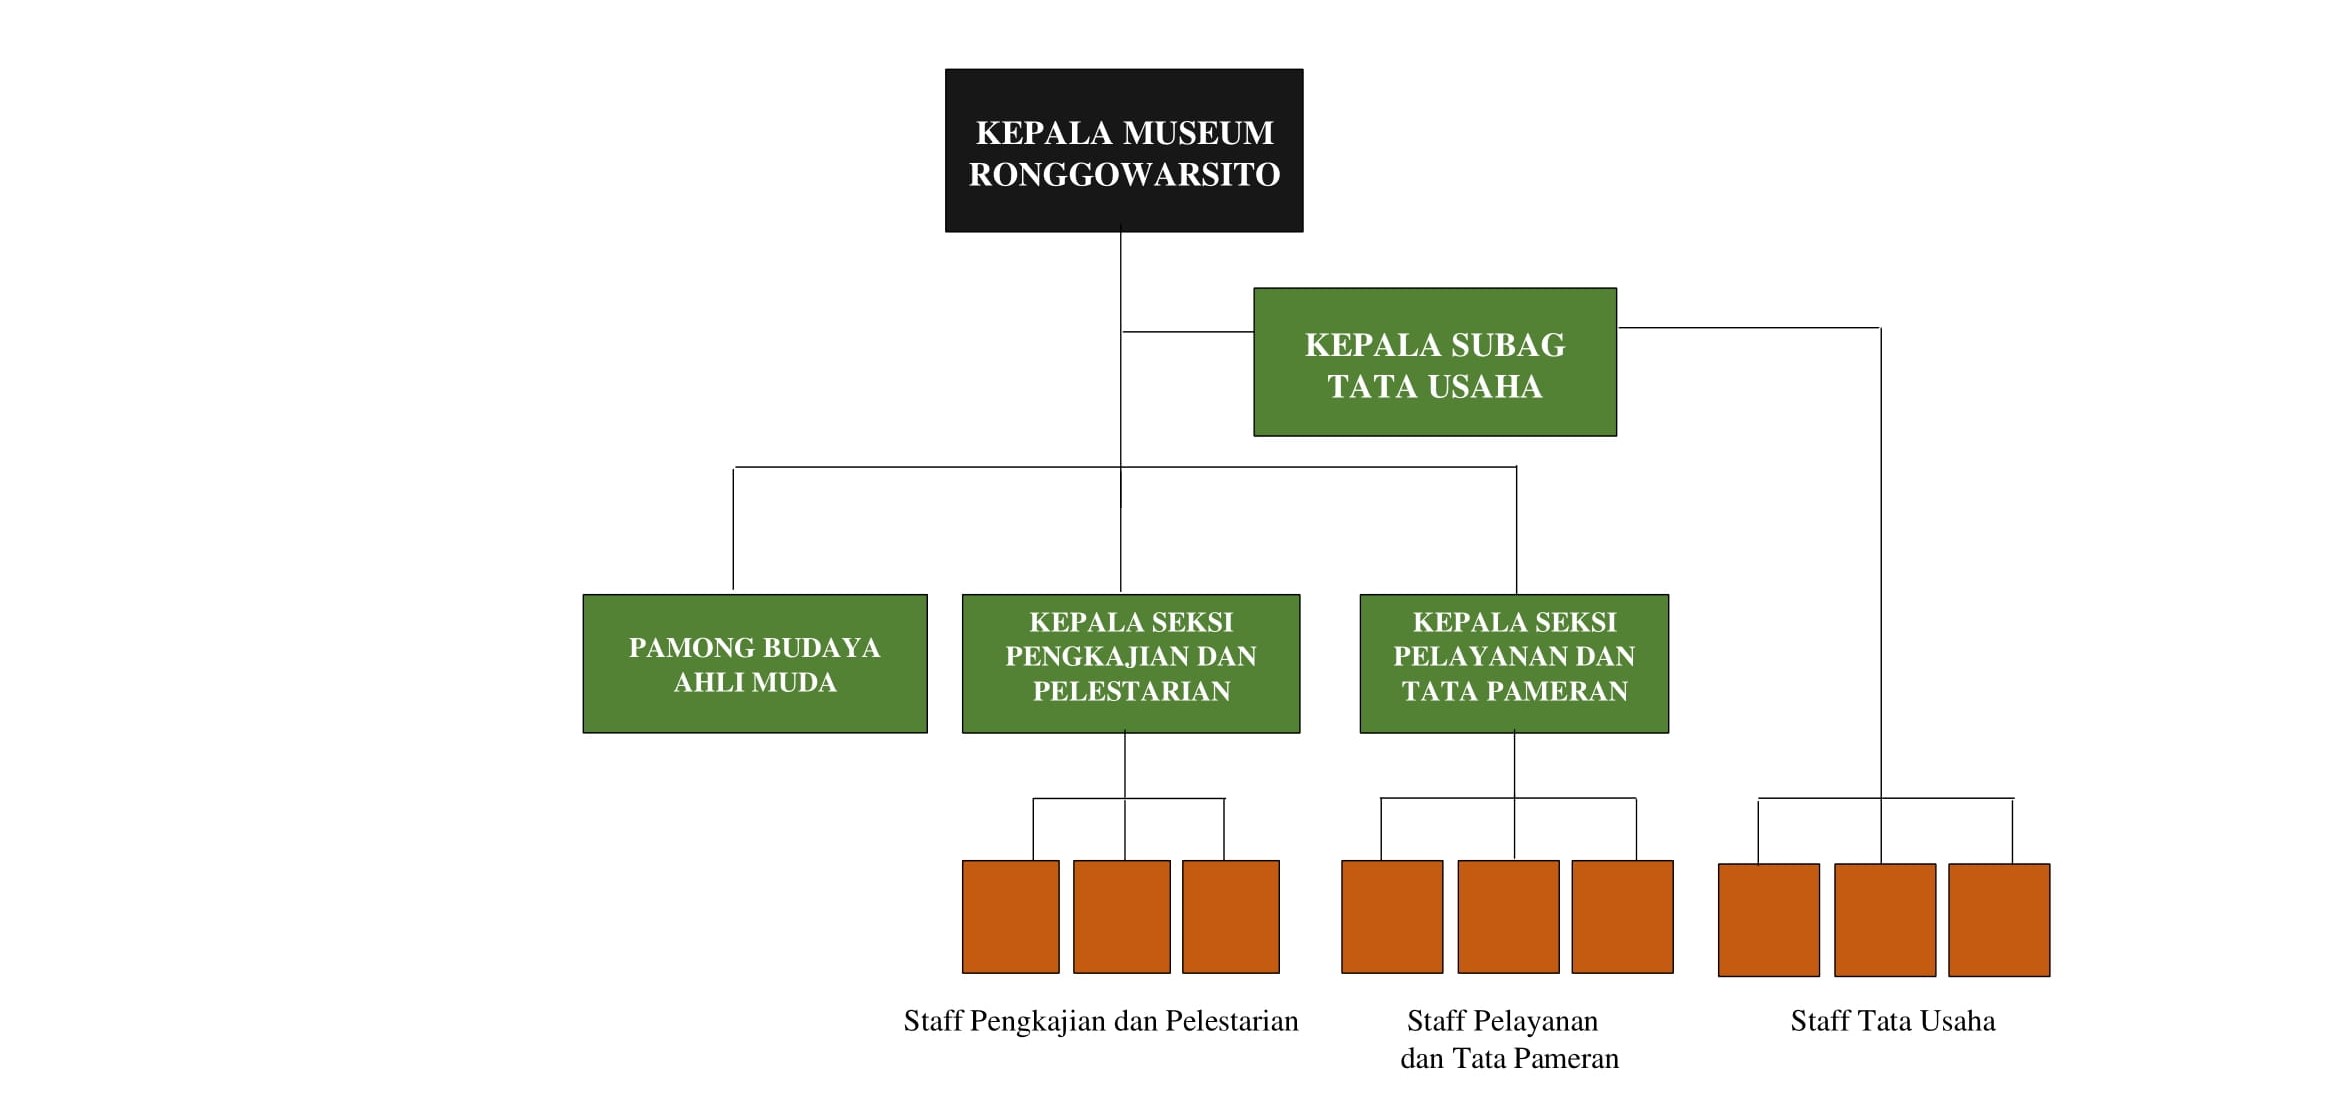 KEPALA MUSEUM
RONGGOWARSITO
KEPALA SUBAG
TATA USAHA
PAMONG BUDAYA
AHLI MUDA
KEPALA SEKSI
PENGKAJIAN DAN
PELESTARIAN
KEPALA SEKSI
PELAYANAN DAN
TATA PAMERAN
Staff Pengkajian dan Pelestarian
Staff Pelayanan
dan Tata Pameran
Staff Tata Usaha